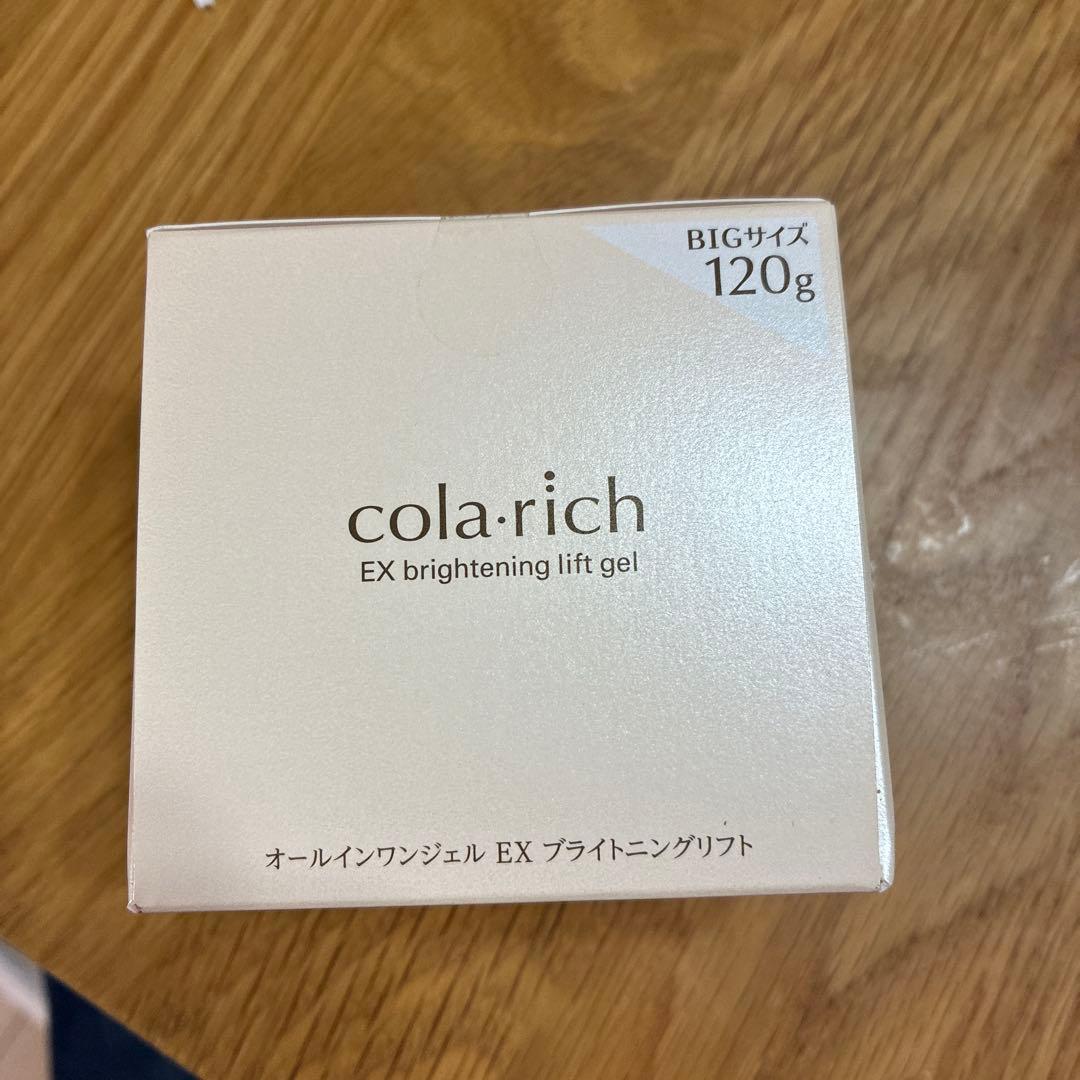 BIGサイズ
120g
cola·rich
EX brightening lift gel
オールインワンジェル EX ブライトニングリフト